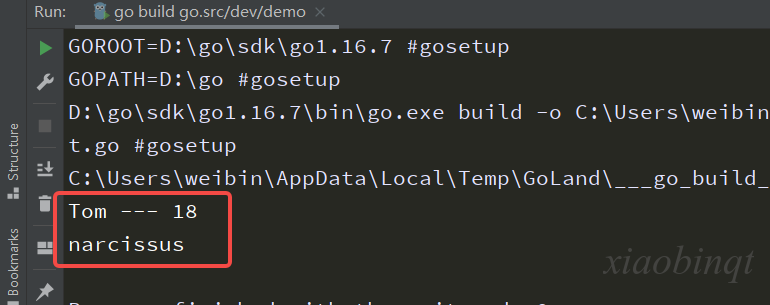 Run: go build go.src/dev/demo ×
GOROOT=D:\go\sdk\go1.16.7 #gosetup
GOPATH=D:\go #gosetup
D:\go\sdk\go1.16.7\bin\go.exe build -o C:\Users\weibin
t.go #gosetup
C:\Users\weibin\AppData\Local\Temp\GoLand\___go_build_
Tom --- 18
narcissus
xiaobinqt
Structure
Bookmarks